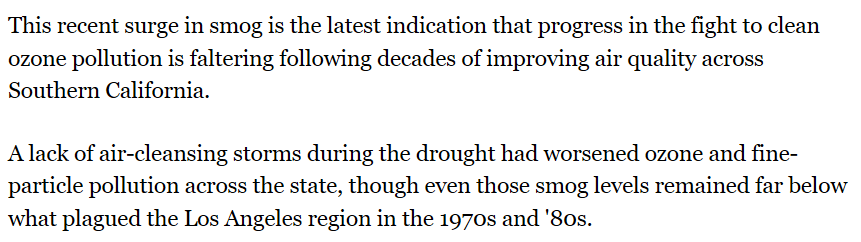 This recent surge in smog is the latest indication that progress in the fight to clean
ozone pollution is faltering following decades of improving air quality across
Southern California.
A lack of air-cleansing storms during the drought had worsened ozone and fine-
particle pollution across the state, though even those smog levels remained far below
what plagued the Los Angeles region in the 1970s and '80s.